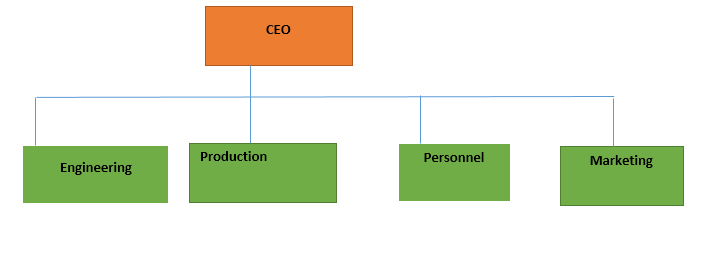 CEO
Engineering
Production
Personnel
Marketing